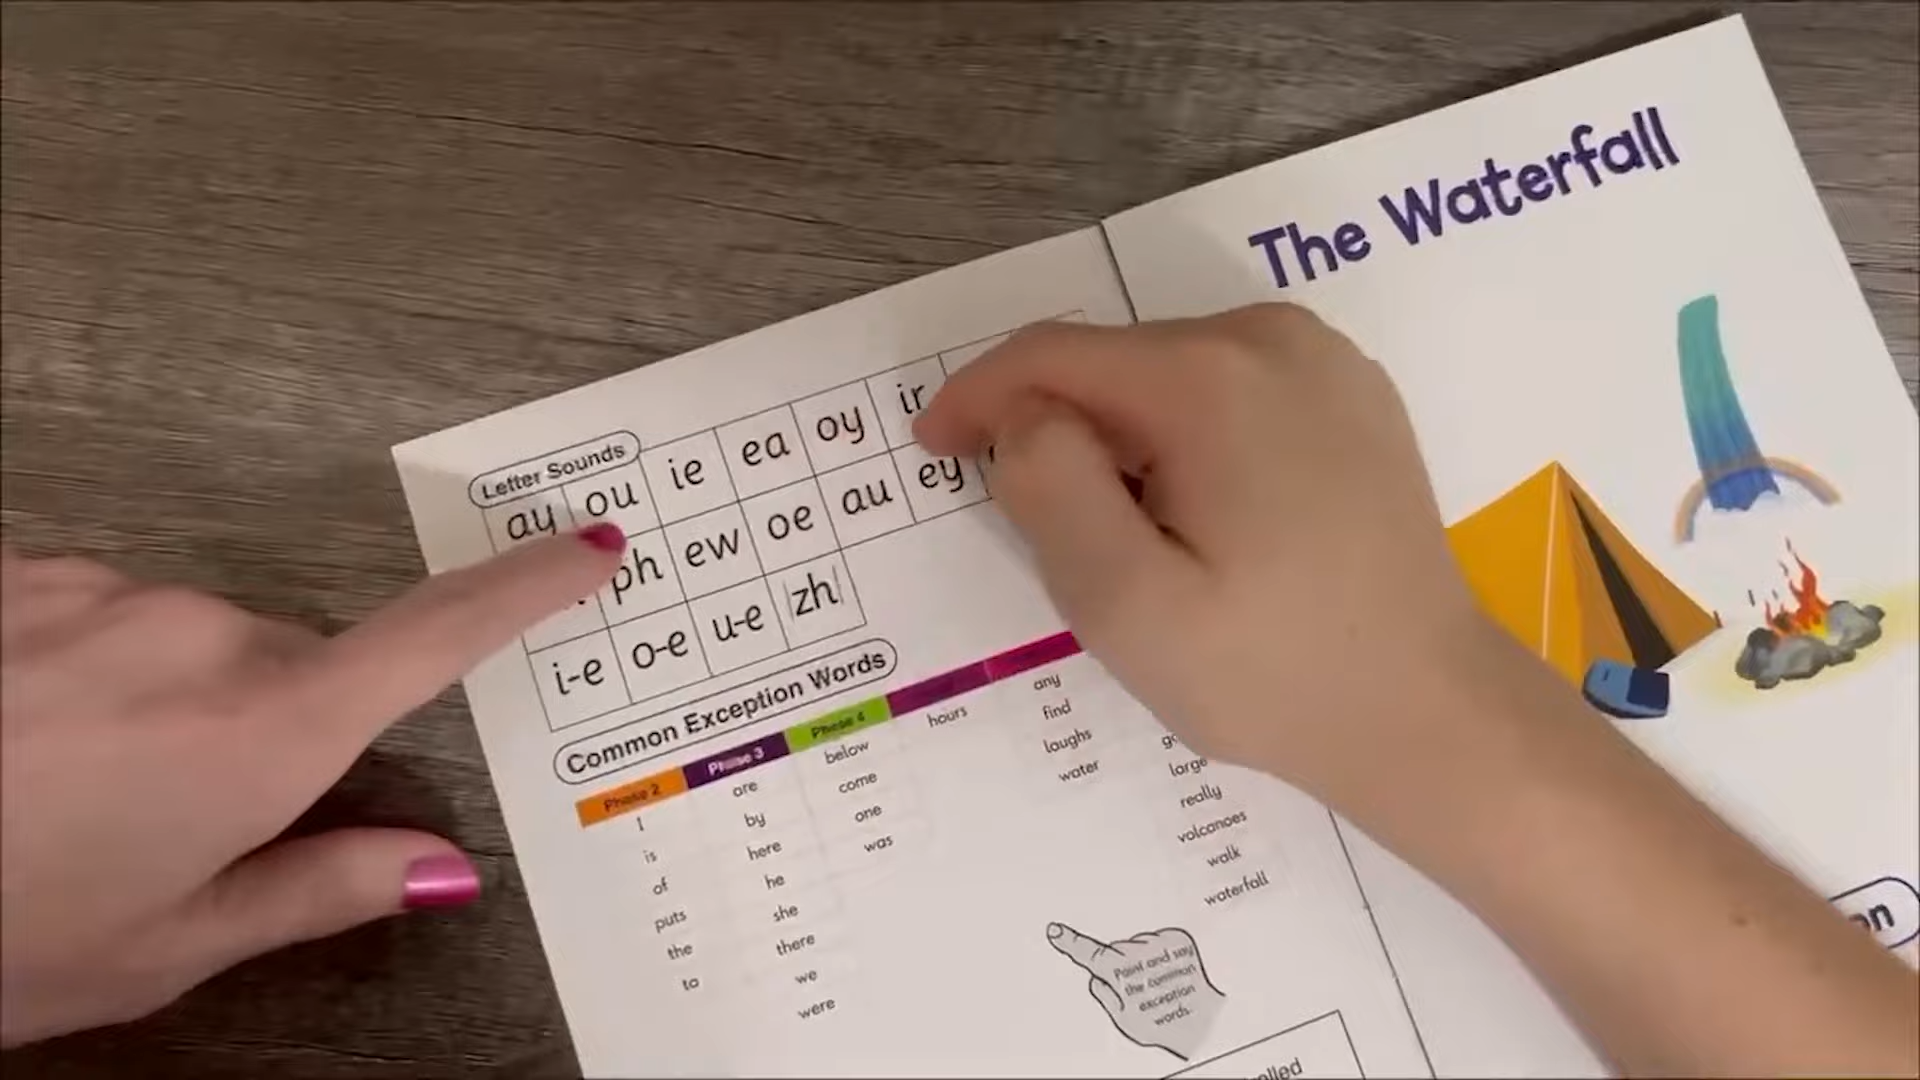 Letter Sounds
ay ou ie ea oy ir
ph ew oe au ey
i-e o-e u-e zh
Common Exception Words
Phase 2 Phase 3 Phase 4
I are below hours any
is by come find
of here one laughs
puts he was water
the she large
to there really
we volcanoes
were walk
waterfall
Point and say
the common
exception
words.
The Waterfall